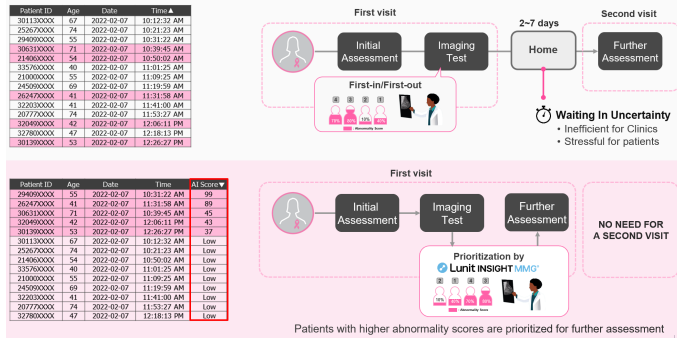 Patient ID Age Date Time▲
30113XXXX 67 2022-02-07 10:12:32 AM
25267XXXX 74 2022-02-07 10:21:23 AM
29409XXXX 55 2022-02-07 10:31:22 AM
30631XXXX 71 2022-02-07 10:39:45 AM
21406XXXX 54 2022-02-07 10:50:02 AM
33576XXXX 40 2022-02-07 11:01:25 AM
21000XXXX 55 2022-02-07 11:09:25 AM
24509XXXX 69 2022-02-07 11:19:59 AM
26247XXXX 41 2022-02-07 11:31:58 AM
32203XXXX 41 2022-02-07 11:41:00 AM
20777XXXX 74 2022-02-07 11:53:27 AM
32049XXXX 42 2022-02-07 12:06:11 PM
32780XXXX 47 2022-02-07 12:18:13 PM
30139XXXX 53 2022-02-07 12:26:27 PM
First visit
2~7 days
Second visit
Initial
Assessment
Imaging
Test
Home
Further
Assessment
First-in/First-out
4 3 2 1
: Abnormality Score
Waiting In Uncertainty
• Inefficient for Clinics
• Stressful for patients
Patient ID Age Date Time AI Score▼
29409XXXX 55 2022-02-07 10:31:22 AM 99
26247XXXX 41 2022-02-07 11:31:58 AM 89
30631XXXX 71 2022-02-07 10:39:45 AM 45
32049XXXX 42 2022-02-07 12:06:11 PM 43
30139XXXX 53 2022-02-07 12:26:27 PM 37
30113XXXX 67 2022-02-07 10:12:32 AM Low
25267XXXX 74 2022-02-07 10:21:23 AM Low
21406XXXX 54 2022-02-07 10:50:02 AM Low
33576XXXX 40 2022-02-07 11:01:25 AM Low
21000XXXX 55 2022-02-07 11:09:25 AM Low
24509XXXX 69 2022-02-07 11:19:59 AM Low
32203XXXX 41 2022-02-07 11:41:00 AM Low
20777XXXX 74 2022-02-07 11:53:27 AM Low
32780XXXX 47 2022-02-07 12:18:13 PM Low
First visit
Initial
Assessment
Imaging
Test
Further
Assessment
NO NEED FOR
A SECOND VISIT
Prioritization by
Lunit INSIGHT MMG
2 1 4 3
: Abnormality Score
Patients with higher abnormality scores are prioritized for further assessment